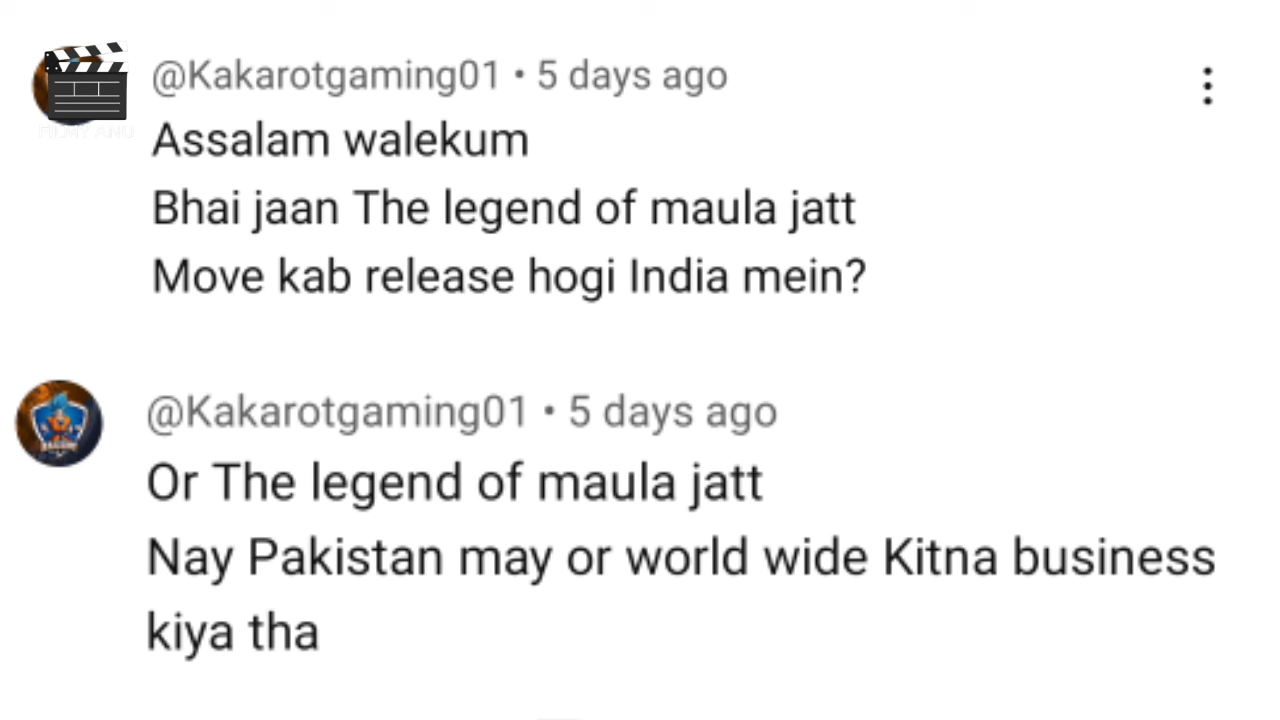 @Kakarotgaming01 • 5 days ago
Assalam walekum
Bhai jaan The legend of maula jatt
Move kab release hogi India mein?
@Kakarotgaming01 • 5 days ago
Or The legend of maula jatt
Nay Pakistan may or world wide Kitna business
kiya tha